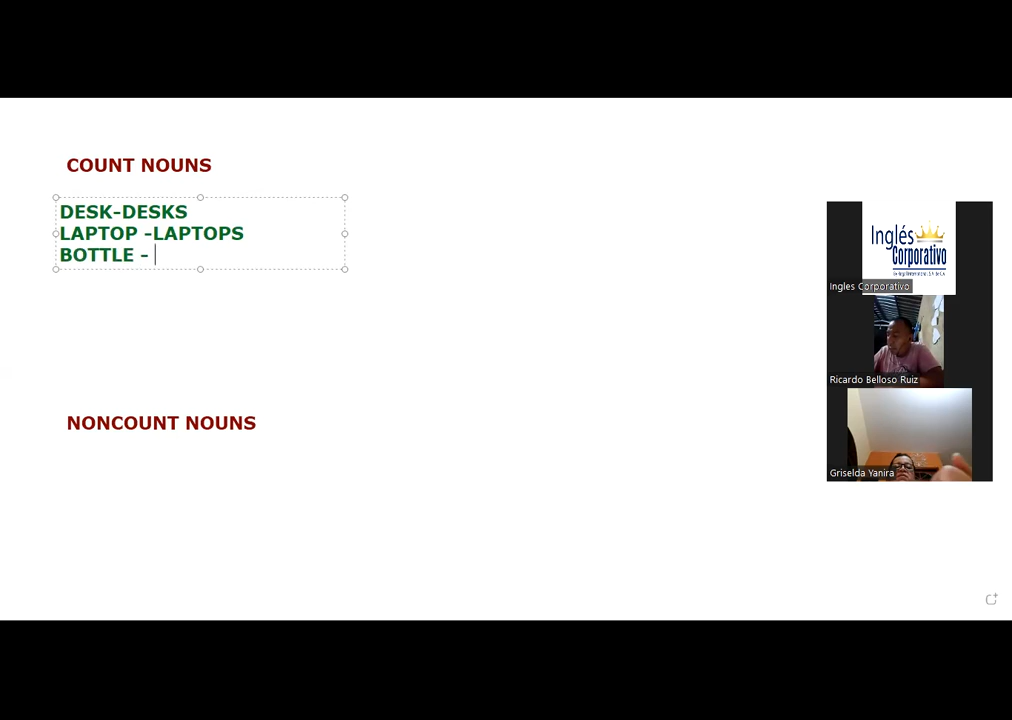 COUNT NOUNS
DESK-DESKS
LAPTOP -LAPTOPS
BOTTLE -
NONCOUNT NOUNS
Inglés
Corporativo
Ingles Corporativo
Ricardo Belloso Ruiz
Griselda Yanira